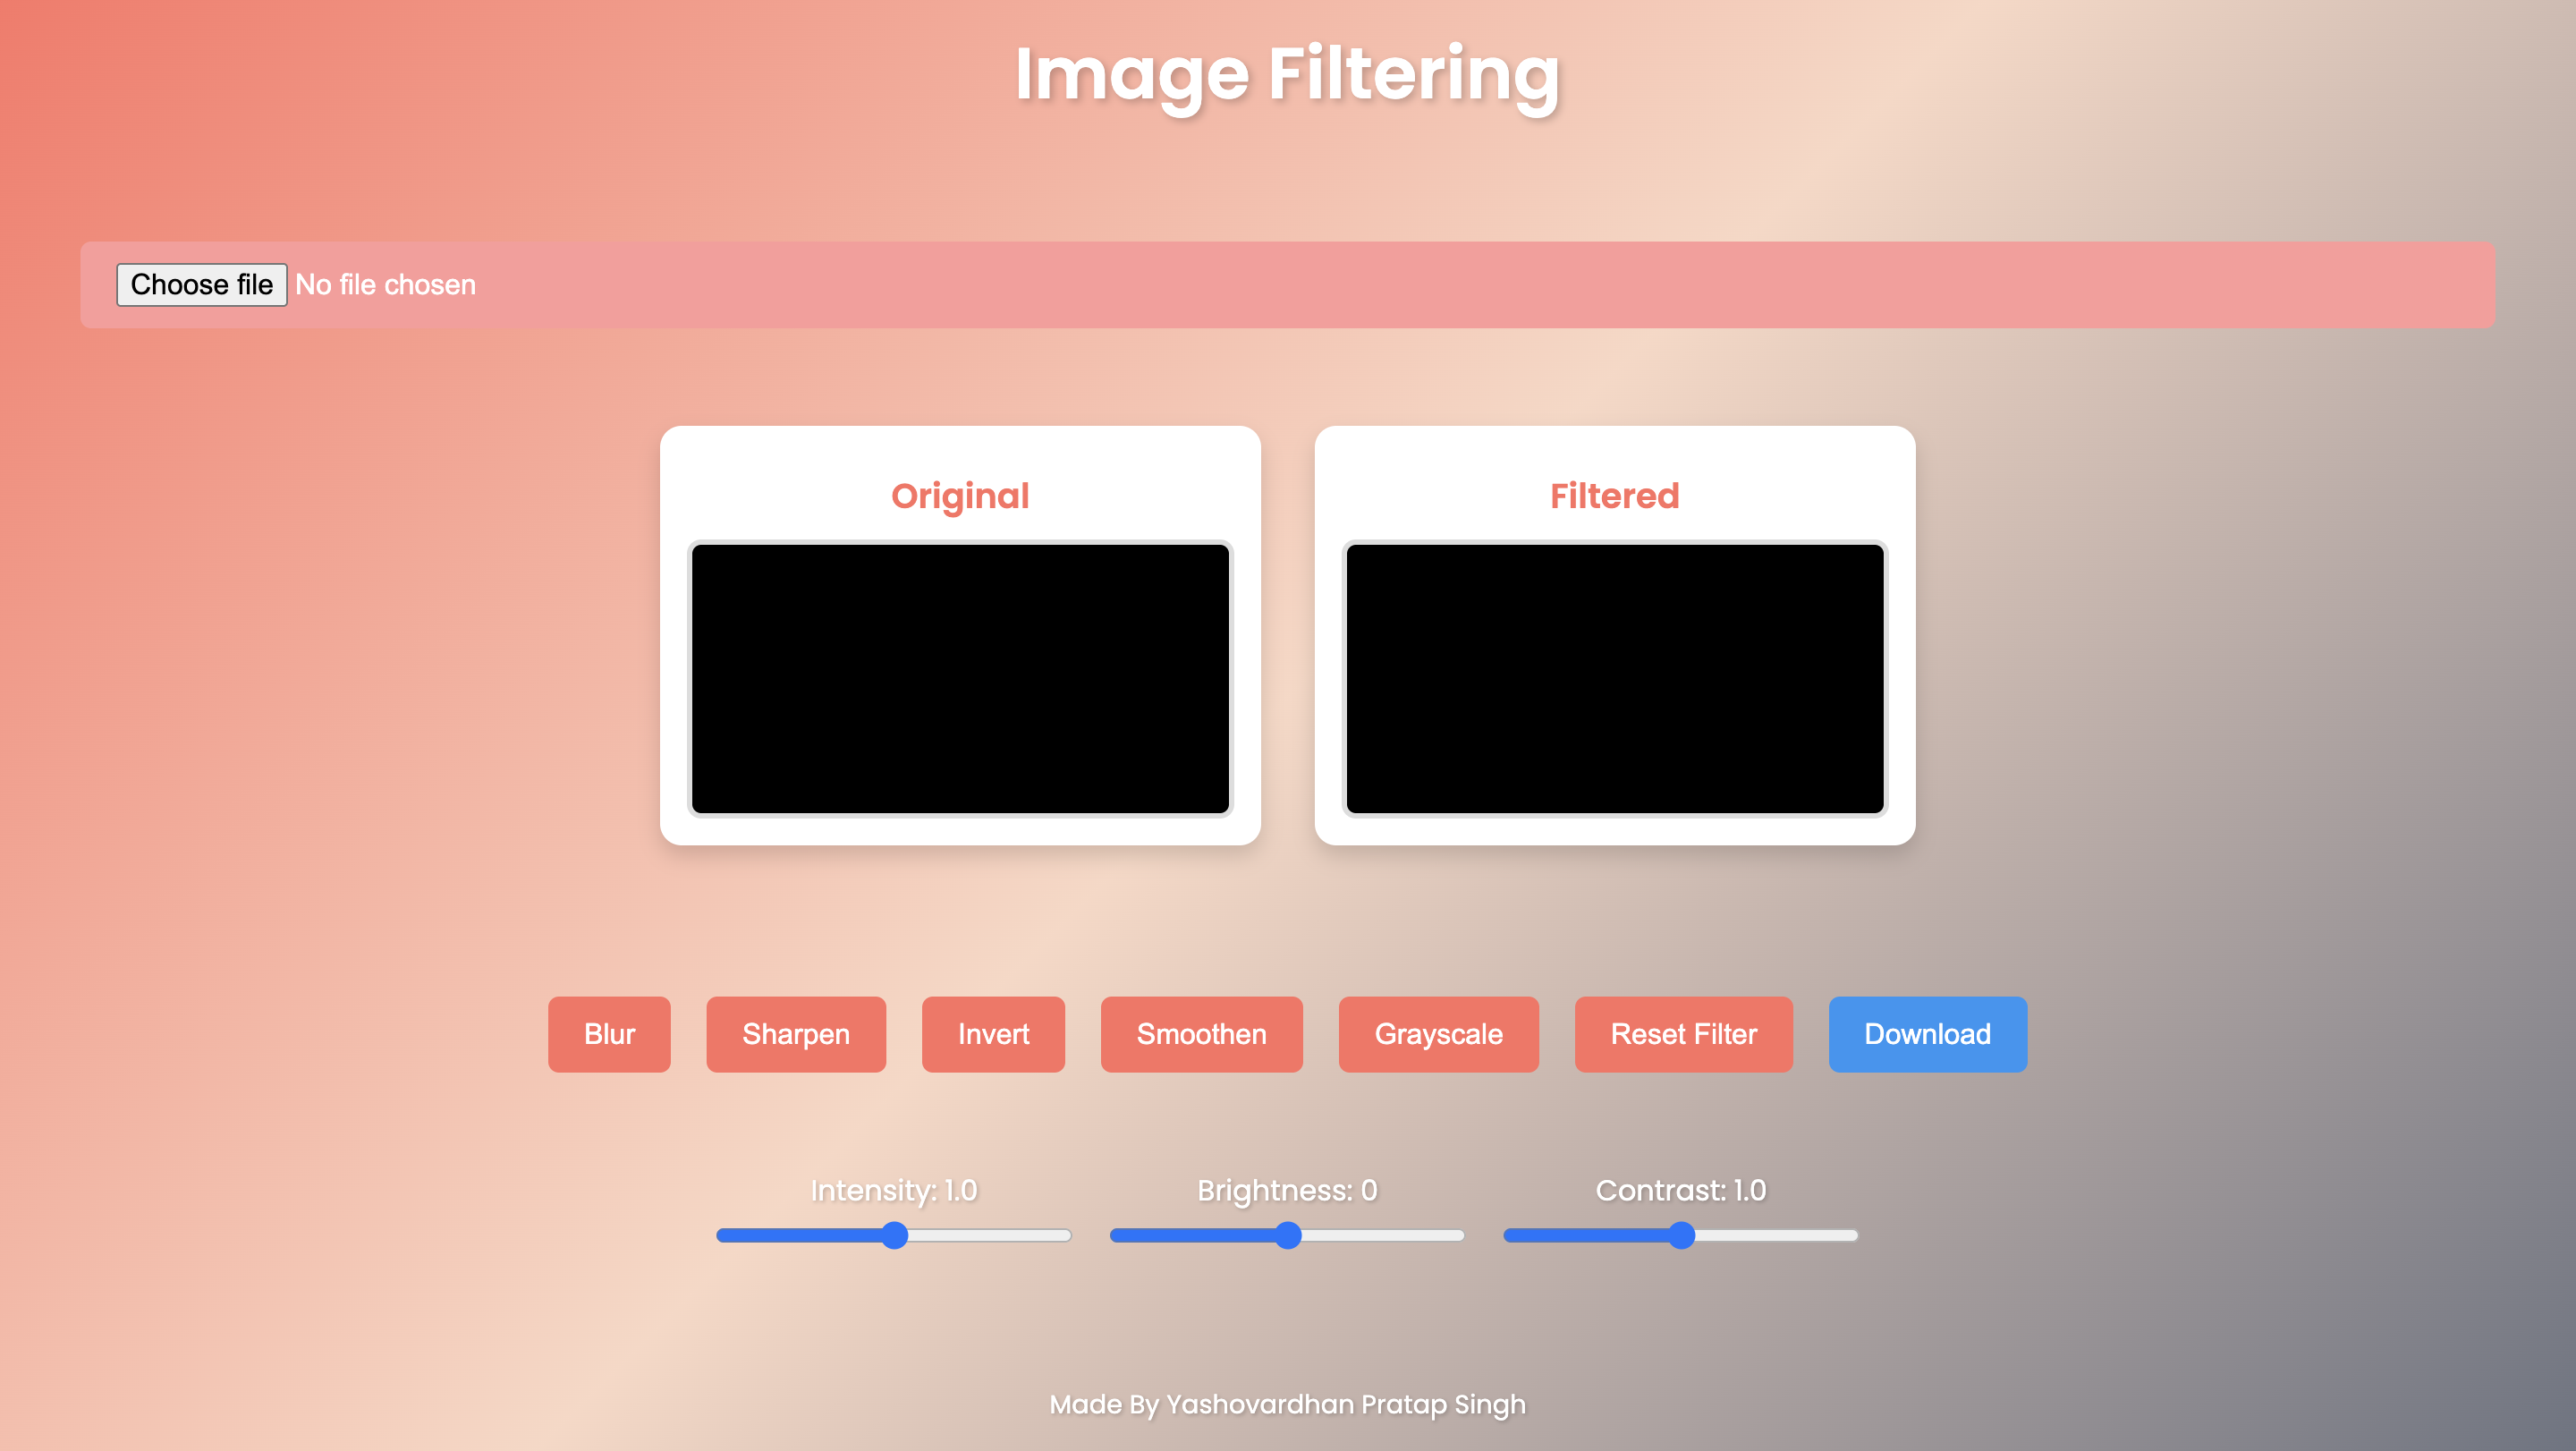 Image Filtering
Choose file No file chosen
Original
Filtered
Blur
Sharpen
Invert
Smoothen
Grayscale
Reset Filter
Download
Intensity: 1.0
Brightness: 0
Contrast: 1.0
Made By Yashovardhan Pratap Singh